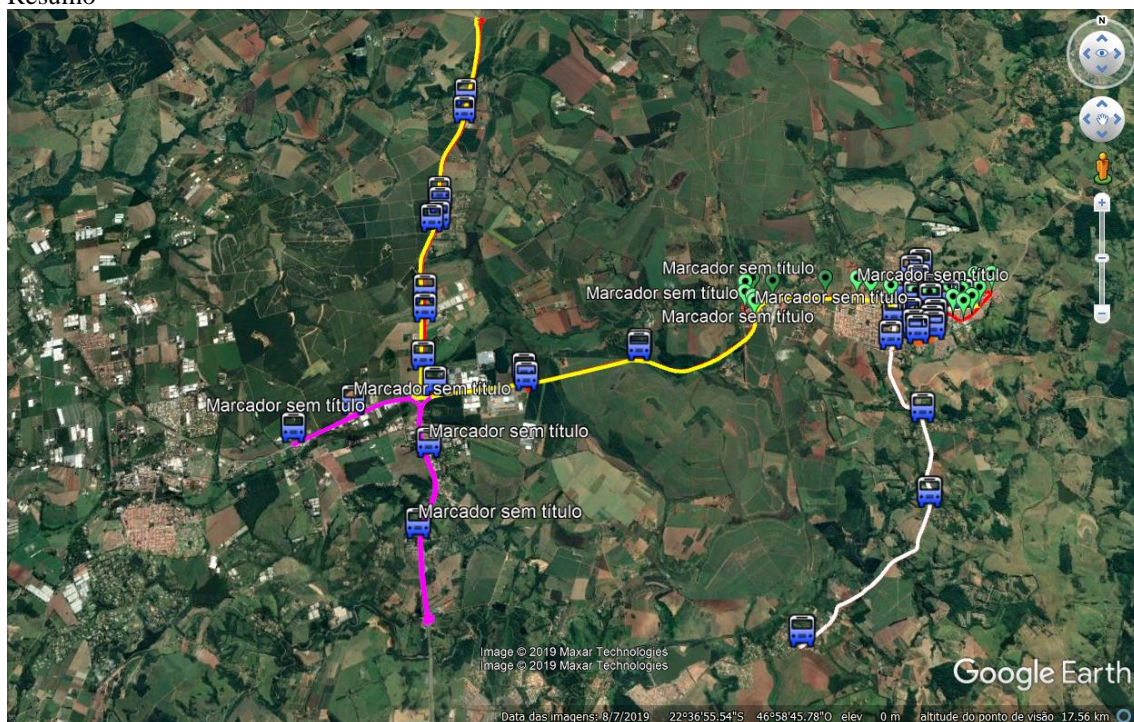 Resumo
N
Marcador sem título
Marcador sem título
Marcador sem título
Marcador sem título
Marcador sem título
Marcador sem título
Marcador sem título
Marcador sem título
Marcador sem título
Image © 2019 Maxar Technologies
Image © 2019 Maxar Technologies
Google Earth
Data das imagens: 8/7/2019 22°36'55.54"S 46°58'45.78"O elev 0 m altitude do ponto de visão 17.56 km